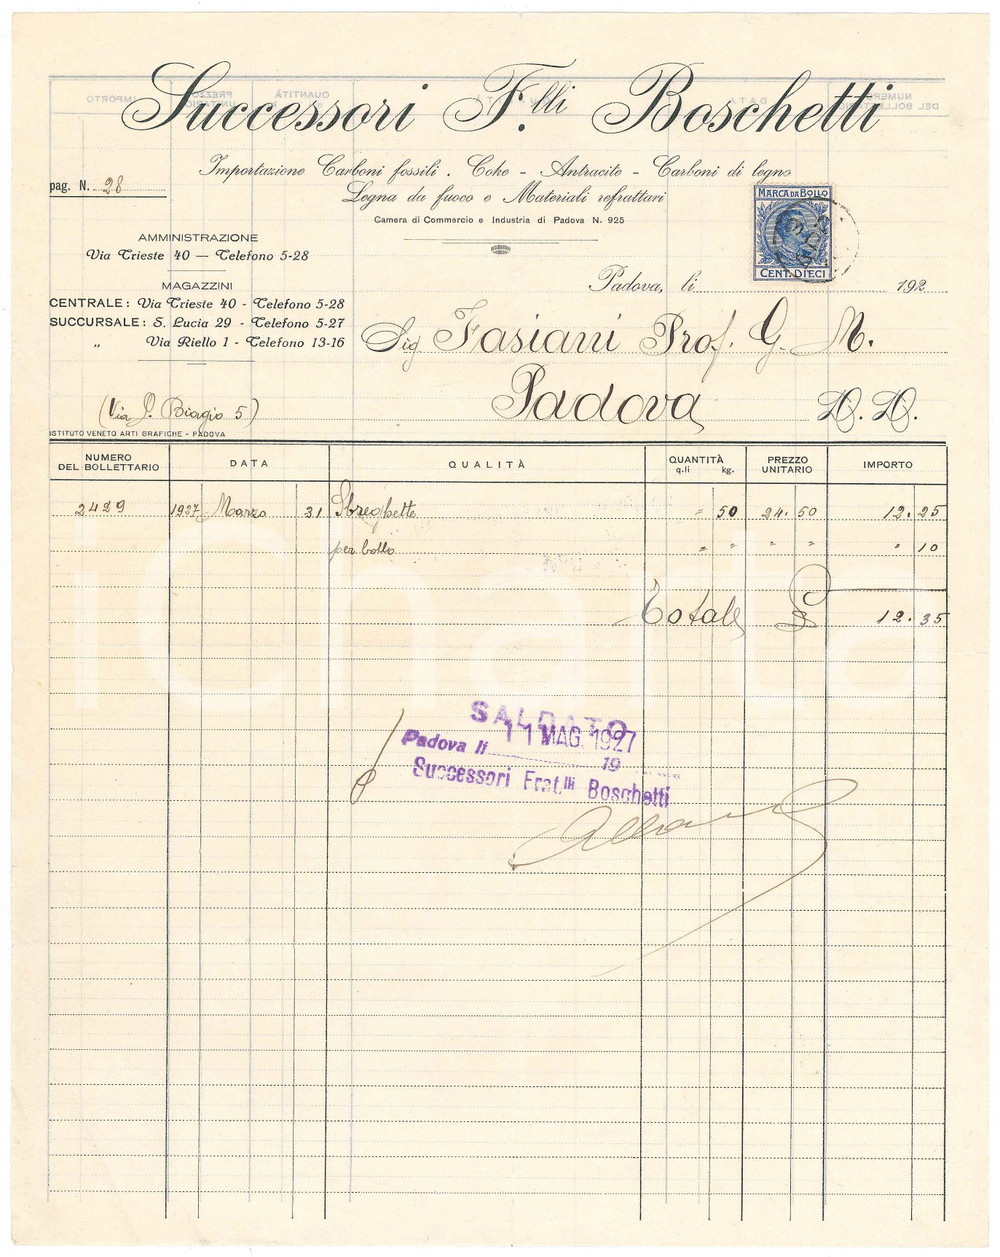 Successori F.lli Boschetti
Importazione Carboni fossili . Coke - Antracite - Carboni di legno
Legna da fuoco e Materiali refrattari
Camera di Commercio e Industria di Padova N. 925
pag. N. 28
MARCA DA BOLLO
CENT. DIECI
AMMINISTRAZIONE
Via Trieste 40 — Telefono 5-28
MAGAZZINI
CENTRALE: Via Trieste 40 - Telefono 5-28
SUCCURSALE: S. Lucia 29 - Telefono 5-27
„ Via Riello 1 - Telefono 13-16
Padova, li 192
Sig Fasiani Prof. G. M.
Padova
(Via S. Biagio 5)
ISTITUTO VENETO ARTI GRAFICHE - PADOVA
NUMERO DEL BOLLETTARIO DATA QUALITÀ QUANTITÀ q.li kg. PREZZO UNITARIO IMPORTO
2429 1927 Marzo 31 Sbreghette " 50 24. 50 12. 25
per bollo " " " " " 10
Totale £ 12. 35
SALDATO
11 MAG. 1927
Padova li 19
Successori Frat.lli Boschetti
iCharta